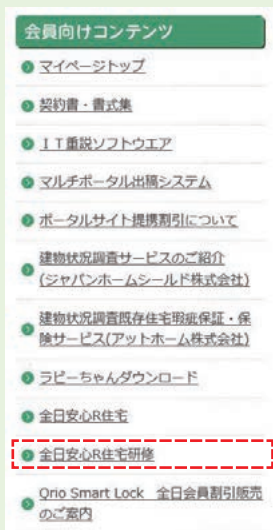 会員向けコンテンツ
マイページトップ
契約書・書式集
ＩＴ重説ソフトウエア
マルチポータル出稿システム
ポータルサイト提携割引について
建物状況調査サービスのご紹介
(ジャパンホームシールド株式会社)
建物状況調査既存住宅瑕疵保証・保
険サービス(アットホーム株式会社)
ラビーちゃんダウンロード
全日安心R住宅
全日安心R住宅研修
Qrio Smart Lock　全日会員割引販売
のご案内